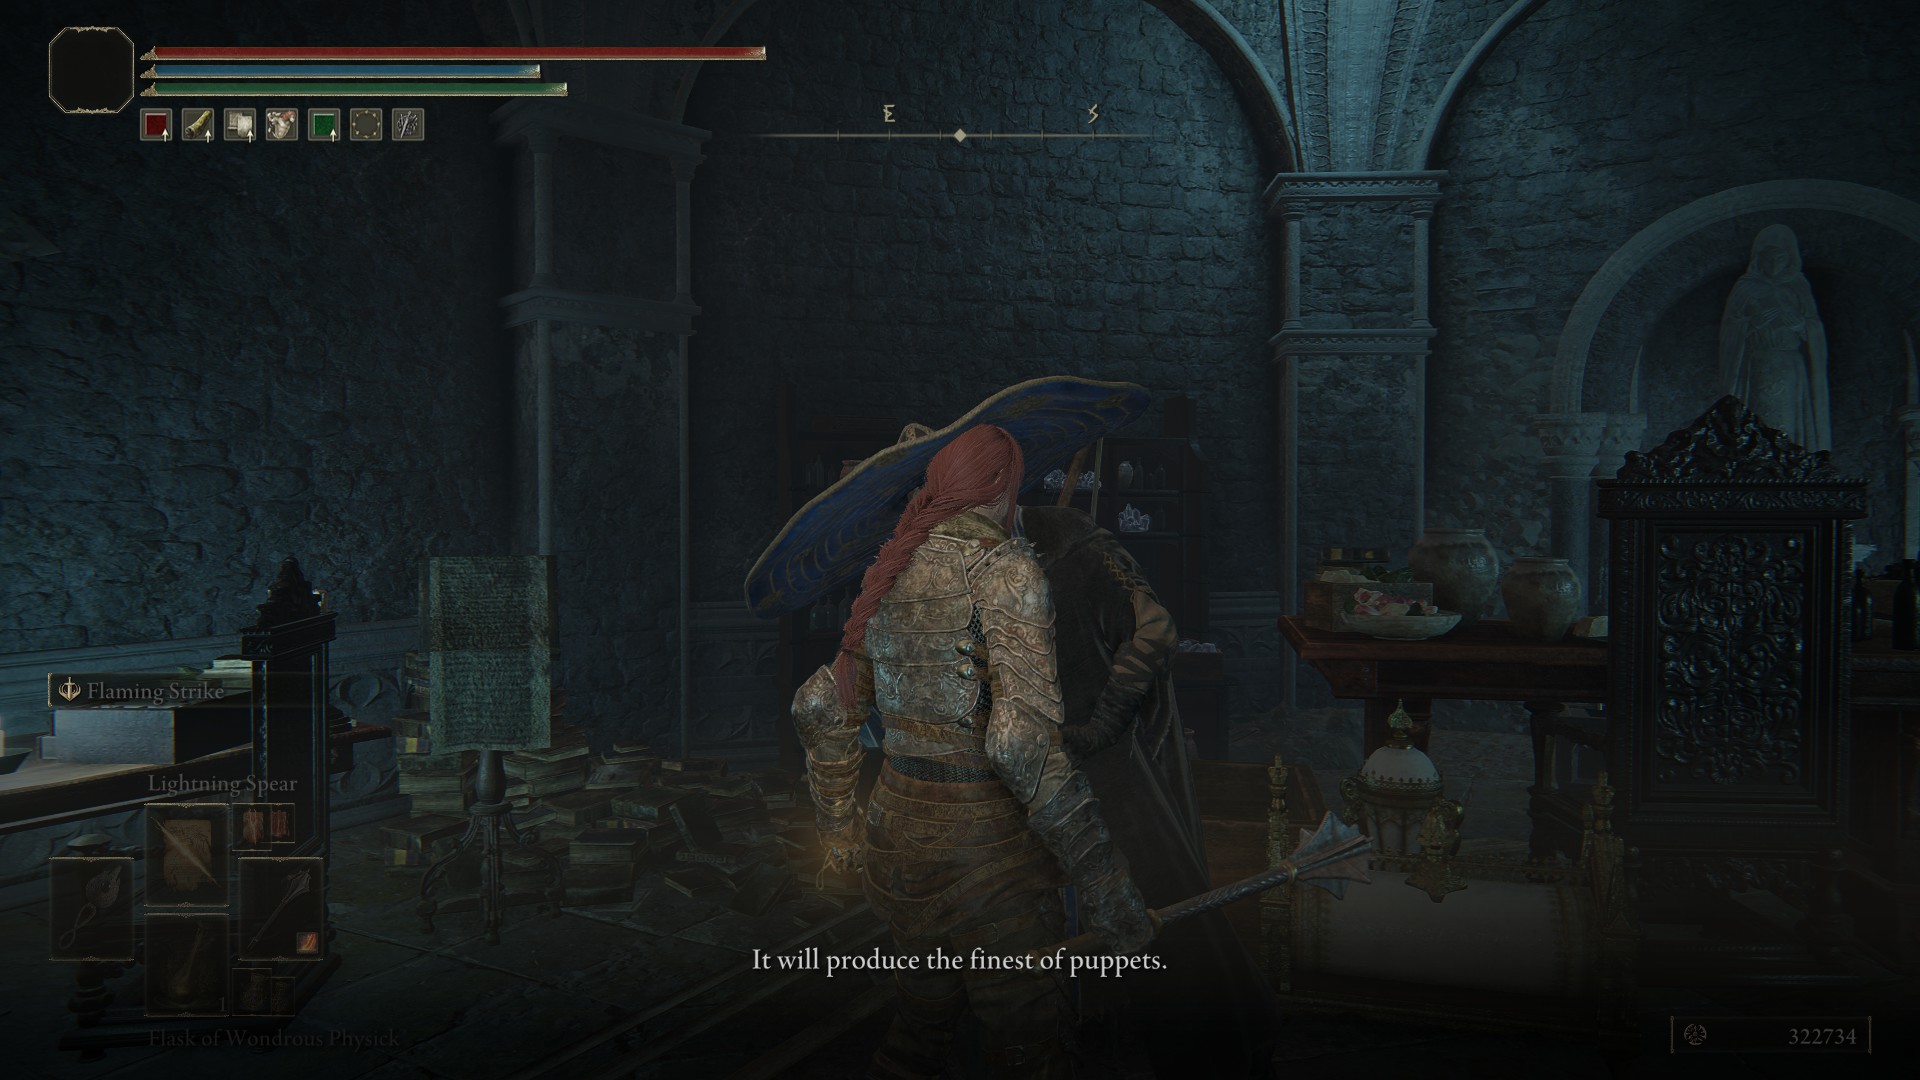 E S
Flaming Strike
Lightning Spear
1
It will produce the finest of puppets.
Flask of Wondrous Physick
322734